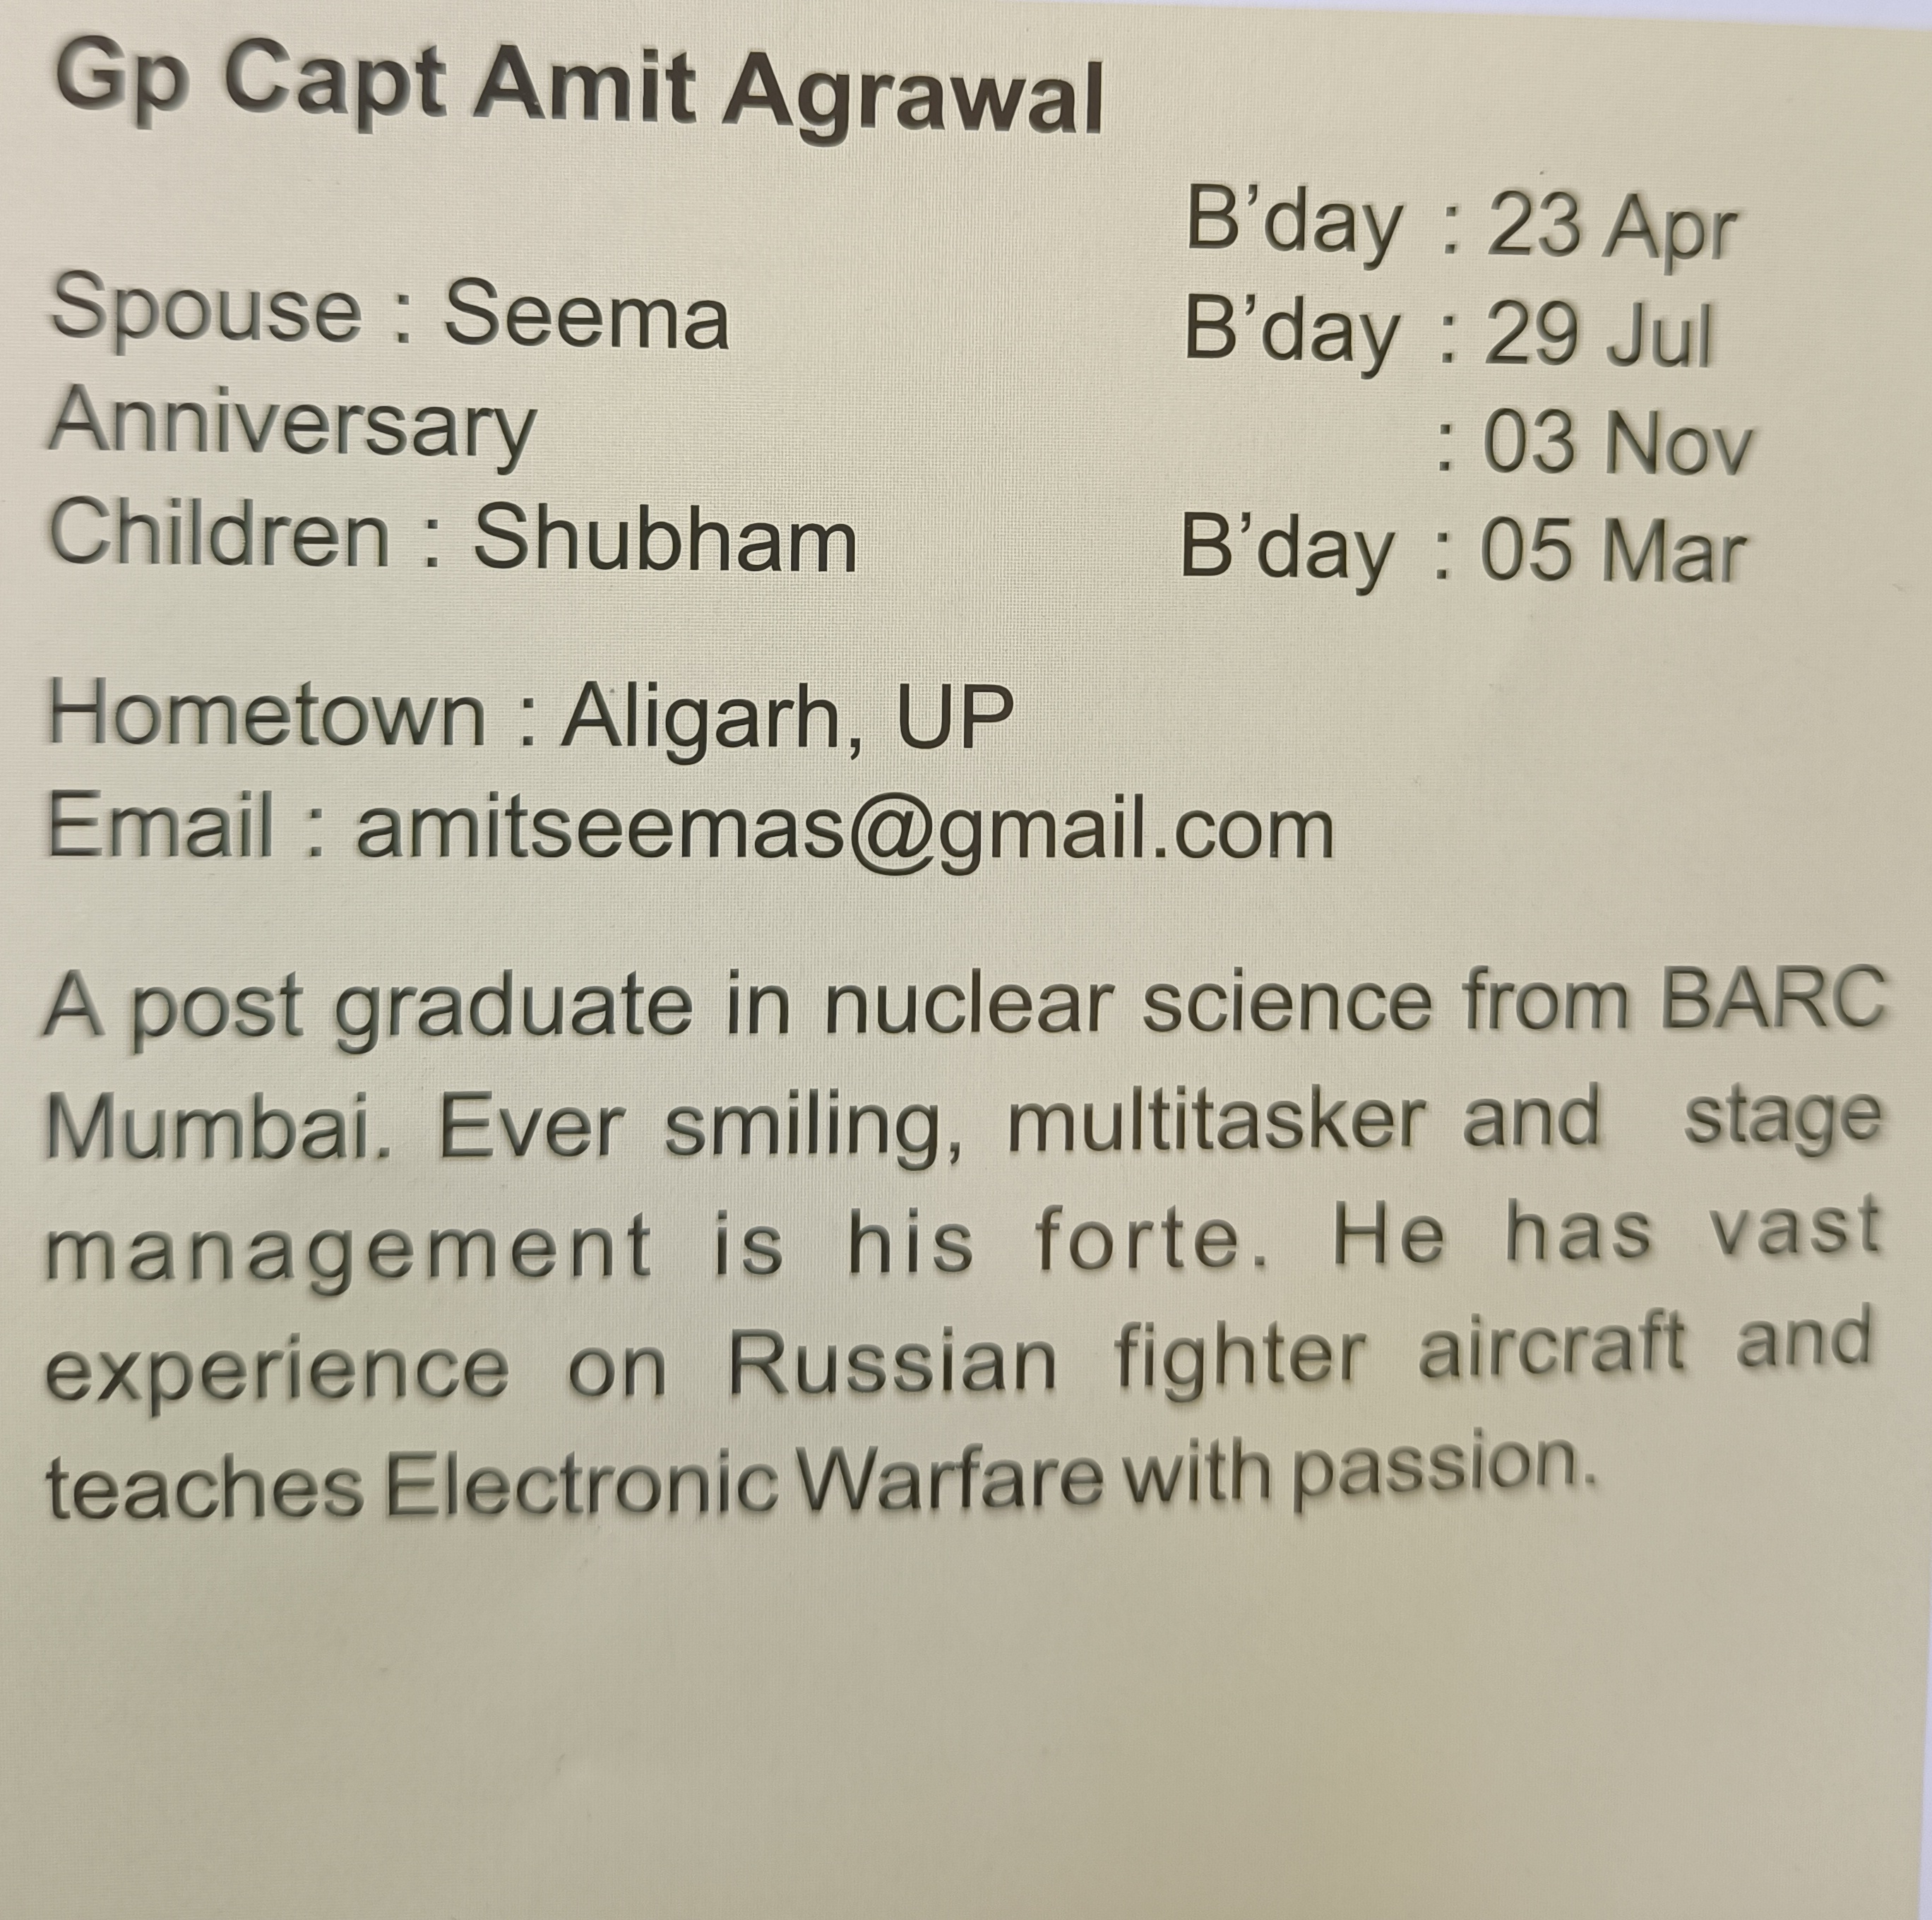 Gp Capt Amit Agrawal
B'day : 23 Apr
Spouse : Seema B'day : 29 Jul
Anniversary : 03 Nov
Children : Shubham B'day : 05 Mar
Hometown : Aligarh, UP
Email : amitseemas@gmail.com
A post graduate in nuclear science from BARC
Mumbai. Ever smiling, multitasker and stage
management is his forte. He has vast
experience on Russian fighter aircraft and
teaches Electronic Warfare with passion.